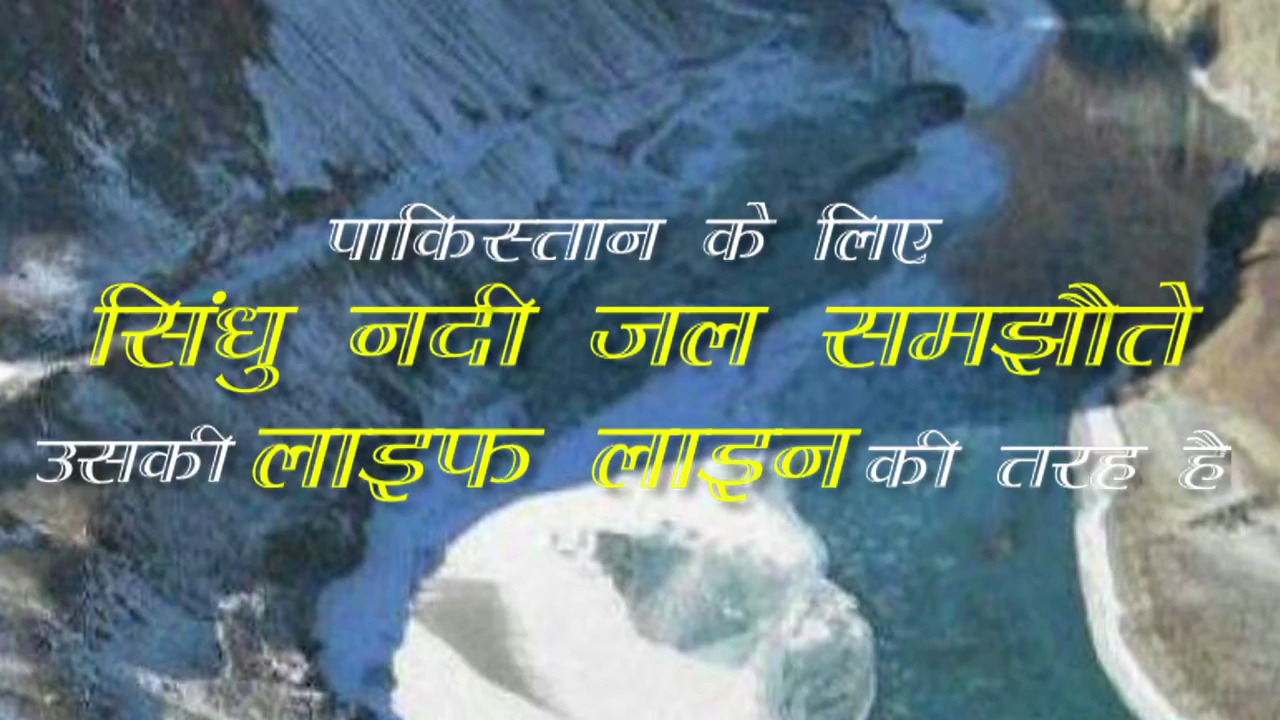 पाकिस्तान के लिए
सिंधु नदी जल समझौते
उसकी लाइफ लाइन की तरह है